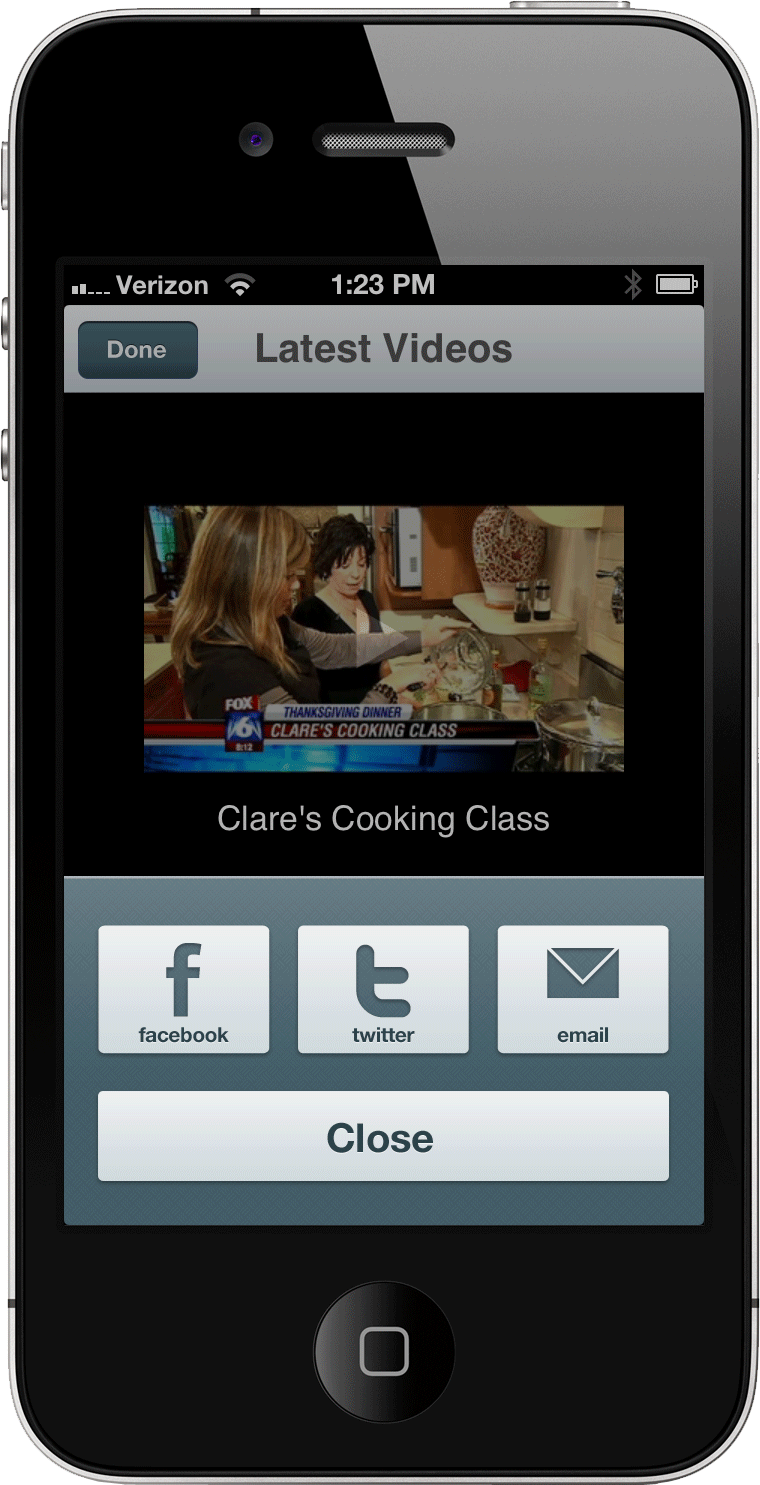 Verizon 1:23 PM
Done Latest Videos
FOX
6
8:12
THANKSGIVING DINNER
CLARE'S COOKING CLASS
Clare's Cooking Class
facebook twitter email
Close